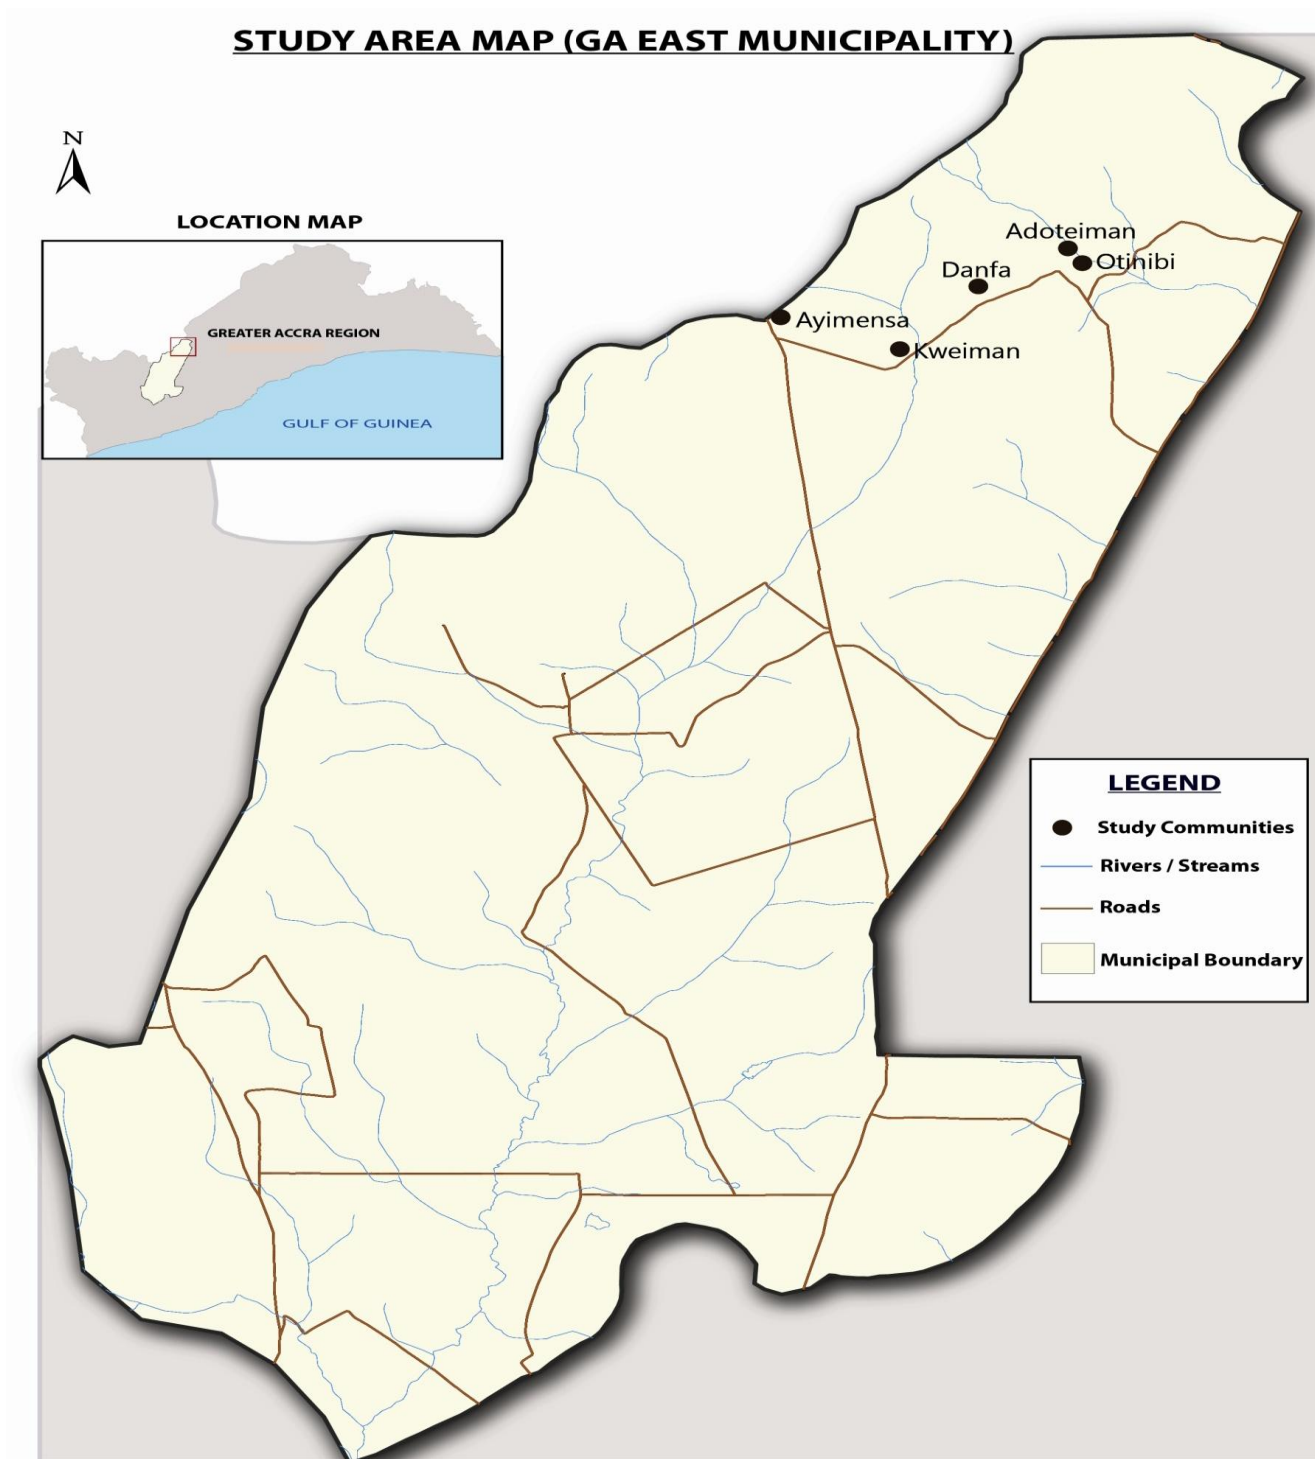 STUDY AREA MAP (GA EAST MUNICIPALITY)
N
LOCATION MAP
GREATER ACCRA REGION
GULF OF GUINEA
Adoteiman
Otinibi
Danfa
Ayimensa
Kweiman
LEGEND
Study Communities
Rivers / Streams
Roads
Municipal Boundary